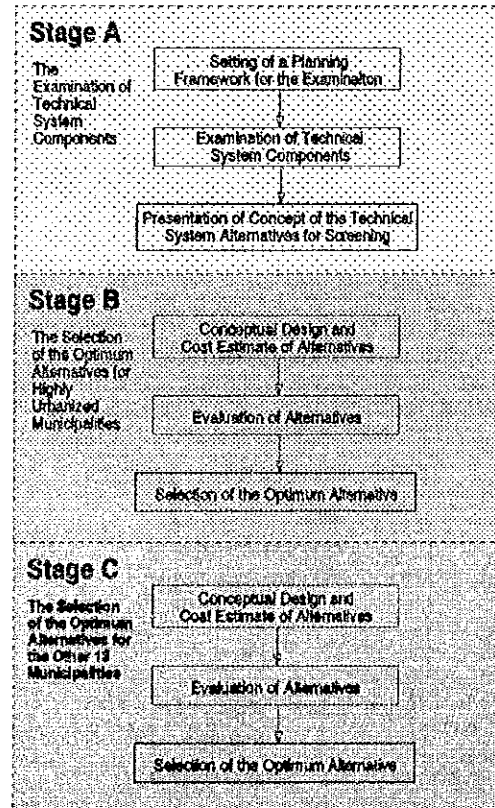 Stage A
The
Examination of
Technical
System
Components
Setting of a Planning
Framework for the Examinaiton
Examination of Technical
System Components
Presentation of Concept of the Technical
System Alternatives for Screening
Stage B
The Selection
of the Optimum
Alternatives for
Highly
Urbanized
Municipalities
Conceptual Design and
Cost Estimate of Alternatives
Evaluation of Alternatives
Selection of the Optimum Alternative
Stage C
The Selection
of the Optimum
Alternatives for
the Other 13
Municipalities
Conceptual Design and
Cost Estimate of Alternatives
Evaluation of Alternatives
Selection of the Optimum Alternative